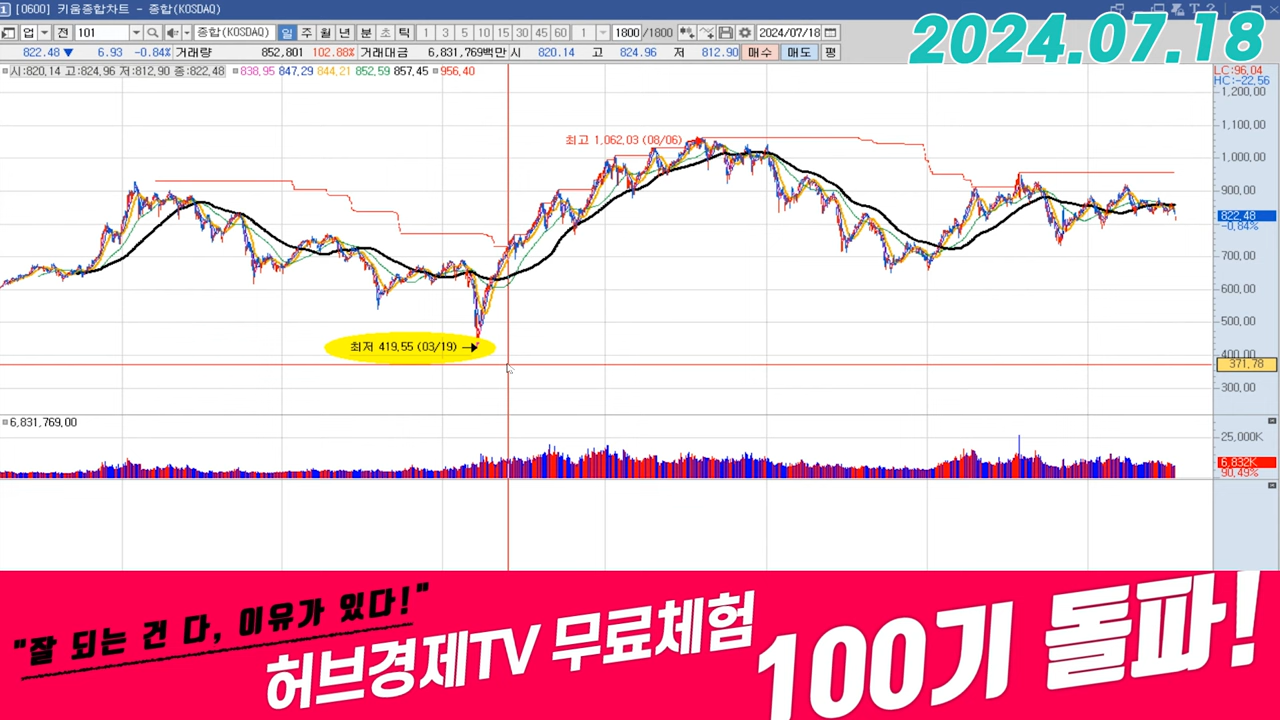 [0600] 키움종합차트 - 종합(KOSDAQ)
2024.07.18
업 전 101 종합(KOSDAQ) 일 주 월 년 분 초 틱 1 3 5 10 15 30 45 60 1 1800 /1800 2024/07/18
822.48 ▼ 6.93 -0.84% 거래량 852,801 102.88% 거래대금 6,831,769백만 시 820.14 고 824.96 저 812.90 매수 매도 평
시:820,14 고:824,96 저:812,90 종:822,48 838,95 847,29 844,21 852,59 857,45 956,40
LC:96,04
HC:-22,56
1,200,00
1,100,00
최고 1,062,03 (08/06)
1,000,00
900,00
822,48
-0,84%
700,00
600,00
500,00
최저 419,55 (03/19)
400,00
371,78
300,00
6,831,769,00
25,000K
6,832K
90,49%
"잘 되는 건 다, 이유가 있다!"
허브경제TV 무료체험
100기 돌파!